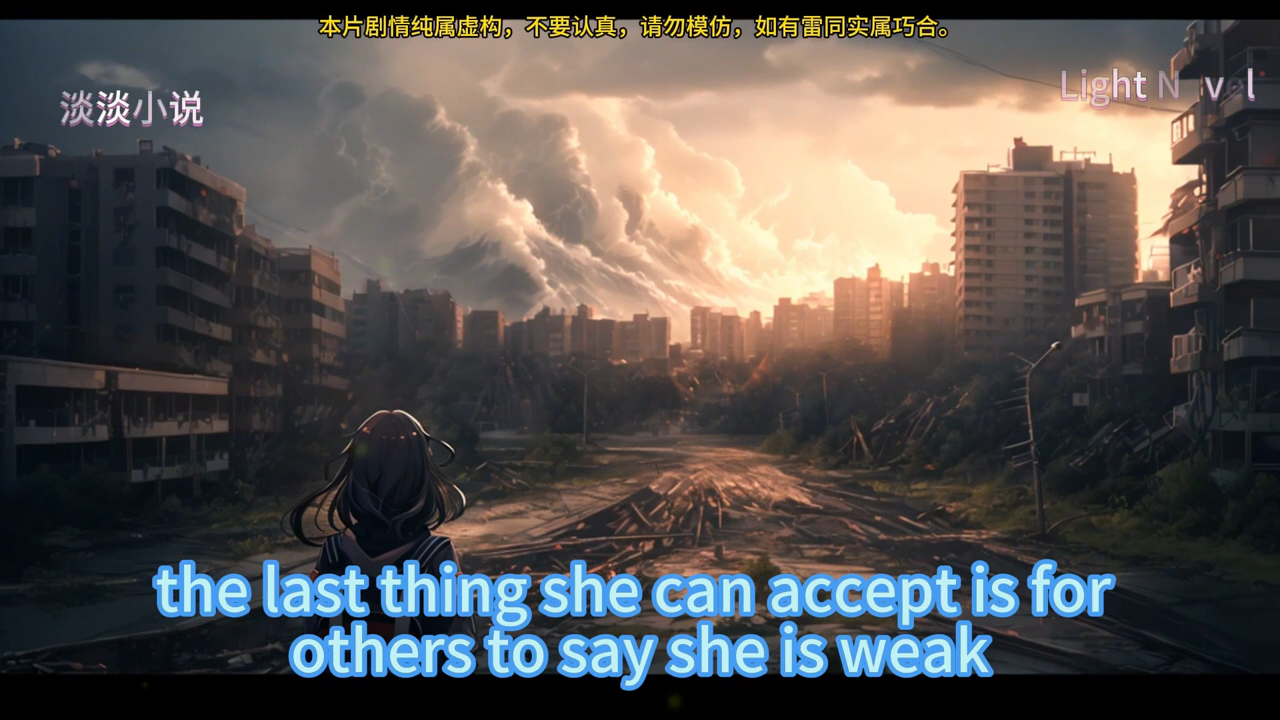 本片剧情纯属虚构，不要认真，请勿模仿，如有雷同实属巧合。
淡淡小说
Light N vel
the last thing she can accept is for
others to say she is weak